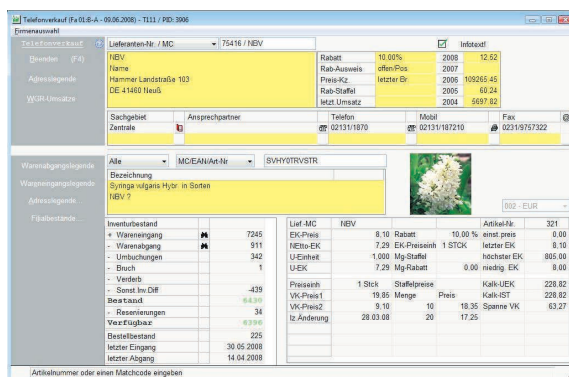 Telefonverkauf (Fa 01:B-A - 09.06.2008) - T111 / PID: 3906
Firmenauswahl
Telefonverkauf
Beenden (F4)
Adresslegende
WGR-Umsätze
Lieferanten-Nr. / MC 75416 / NBV Infotext!
NBV
Name
Hammer Landstraße 103
DE 41460 Neuß
Rabatt 10,00% 2008 12.52
Rab-Ausweis offen/Pos 2007
Preis-Kz. letzter Br. 2006 109265.45
Rab-Staffel 2005 60.24
letzt.Umsatz 2004 5697.82
Sachgebiet Ansprechpartner Telefon Mobil Fax @
Zentrale 02131/1870 02131/187210 0231/9757322
Warenabgangslegende
Wareneingangslegende
Adresslegende
Filialbestände
Alle MC/EAN/Art-Nr SVHY0TRVSTR
Bezeichnung
Syringa vulgaris Hybr. in Sorten
NBV ?
002 - EUR
Inventurbestand
+ Wareneingang 7245
- Warenabgang 911
- Umbuchungen 342
- Bruch 1
- Verderb
- Sonst.Inv.Diff -439
Bestand 6430
- Reservierungen 34
Verfügbar 6396
Bestellbestand 225
letzter Eingang 30.05.2008
letzter Abgang 14.04.2008
Lief.-MC NBV Artikel-Nr. 321
EK-Preis 8,10 Rabatt 10,00 % einst.preis 0,00
NEtto-EK 7,29 EK-Preiseinh 1 STCK letzter EK 8,10
U-Einheit 1,000 Mg-Staffel höchster EK 805,00
U-EK 7,29 Mg-Rabatt 0,00 niedrig. EK 8,00
Preiseinh 1 Stck Staffelpreise Kalk-UEK 228,82
VK-Preis1 19,85 Menge Preis Kalk-IST 228,82
VK-Preis2 9,10 10 18,35 Spanne VK 63,27
lz.Änderung 28.03.08 20 17,25
Artikelnummer oder einen Matchcode eingeben